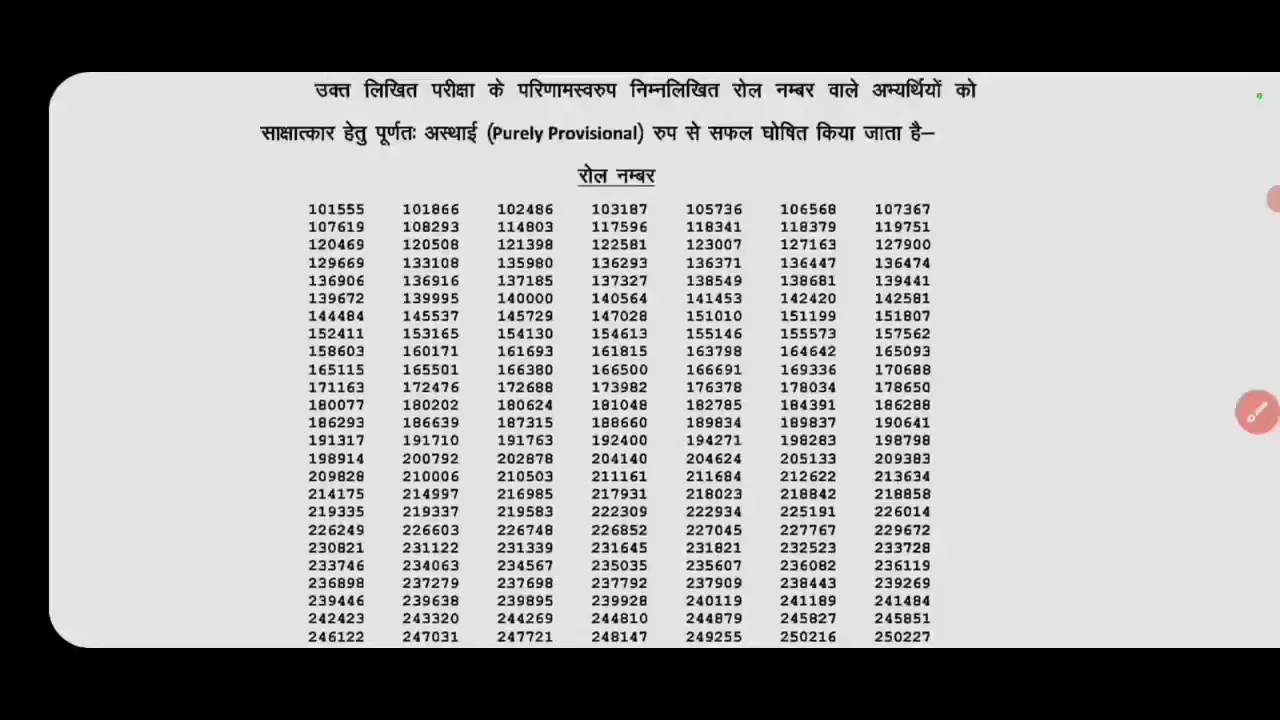 उक्त लिखित परीक्षा के परिणामस्वरुप निम्नलिखित रोल नम्बर वाले अभ्यर्थियों को
साक्षात्कार हेतु पूर्णतः अस्थाई (Purely Provisional) रुप से सफल घोषित किया जाता है–
रोल नम्बर
101555 101866 102486 103187 105736 106568 107367
107619 108293 114803 117596 118341 118379 119751
120469 120508 121398 122581 123007 127163 127900
129669 133108 135980 136293 136371 136447 136474
136906 136916 137185 137327 138549 138681 139441
139672 139995 140000 140564 141453 142420 142581
144484 145537 145729 147028 151010 151199 151807
152411 153165 154130 154613 155146 155573 157562
158603 160171 161693 161815 163798 164642 165093
165115 165501 166380 166500 166691 169336 170688
171163 172476 172688 173982 176378 178034 178650
180077 180202 180624 181048 182785 184391 186288
186293 186639 187315 188660 189834 189837 190641
191317 191710 191763 192400 194271 198283 198798
198914 200792 202878 204140 204624 205133 209383
209828 210006 210503 211161 211684 212622 213634
214175 214997 216985 217931 218023 218842 218858
219335 219337 219583 222309 222934 225191 226014
226249 226603 226748 226852 227045 227767 229672
230821 231122 231339 231645 231821 232523 233728
233746 234063 234567 235035 235607 236082 236119
236898 237279 237698 237792 237909 238443 239269
239446 239638 239895 239928 240119 241189 241484
242423 243320 244269 244810 244879 245827 245851
246122 247031 247721 248147 249255 250216 250227